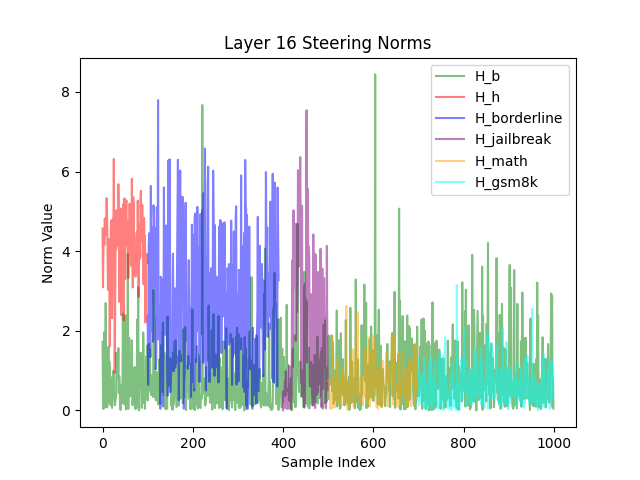 Layer 16 Steering Norms
H_b
H_h
H_borderline
H_jailbreak
H_math
H_gsm8k
8
6
4
2
0
Norm Value
0
200
400
600
800
1000
Sample Index